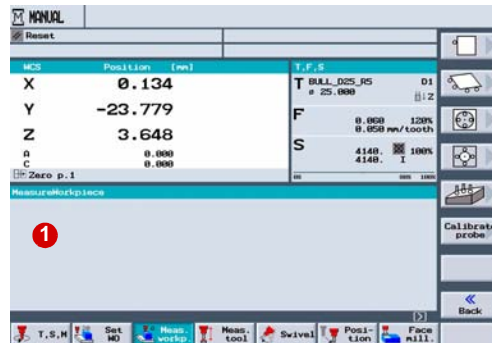 M MANUAL
Reset
WCS Position [mm] T,F,S
X 0.134 T BULL_D25_R5 D1
ø 25.000 Z
Y -23.779 F 0.060 120%
0.050 mm/tooth
Z 3.648 S 4140. 100%
A 0.000 4140. I
C 0.000
Zero p.1
MeasureWorkpiece
1
Calibrate
probe
«
Back
T,S,M
Set
WO
Meas.
workp.
Meas.
tool
Swivel
Posi-
tion
Face
mill.